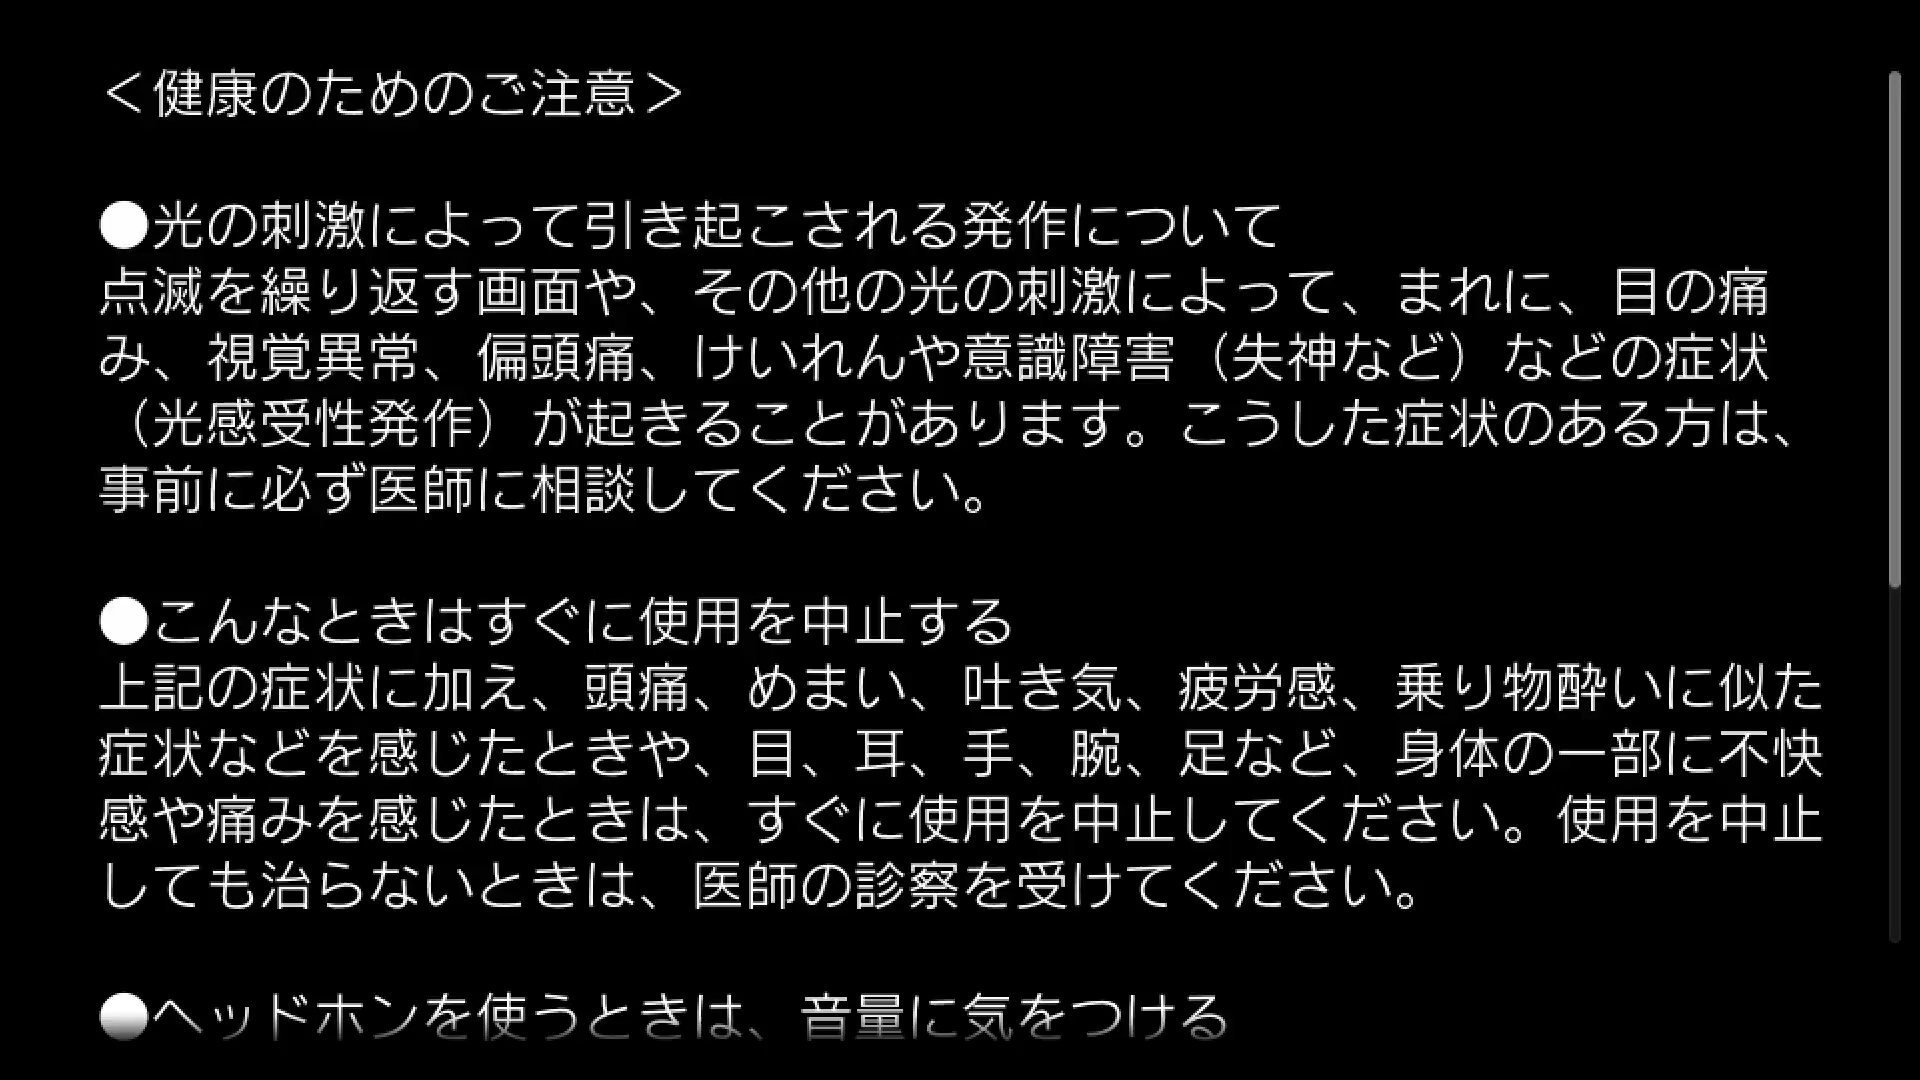 ＜健康のためのご注意＞
●光の刺激によって引き起こされる発作について
点滅を繰り返す画面や、その他の光の刺激によって、まれに、目の痛
み、視覚異常、偏頭痛、けいれんや意識障害（失神など）などの症状
（光感受性発作）が起きることがあります。こうした症状のある方は、
事前に必ず医師に相談してください。
●こんなときはすぐに使用を中止する
上記の症状に加え、頭痛、めまい、吐き気、疲労感、乗り物酔いに似た
症状などを感じたときや、目、耳、手、腕、足など、身体の一部に不快
感や痛みを感じたときは、すぐに使用を中止してください。使用を中止
しても治らないときは、医師の診察を受けてください。
●ヘッドホンを使うときは、音量に気をつける